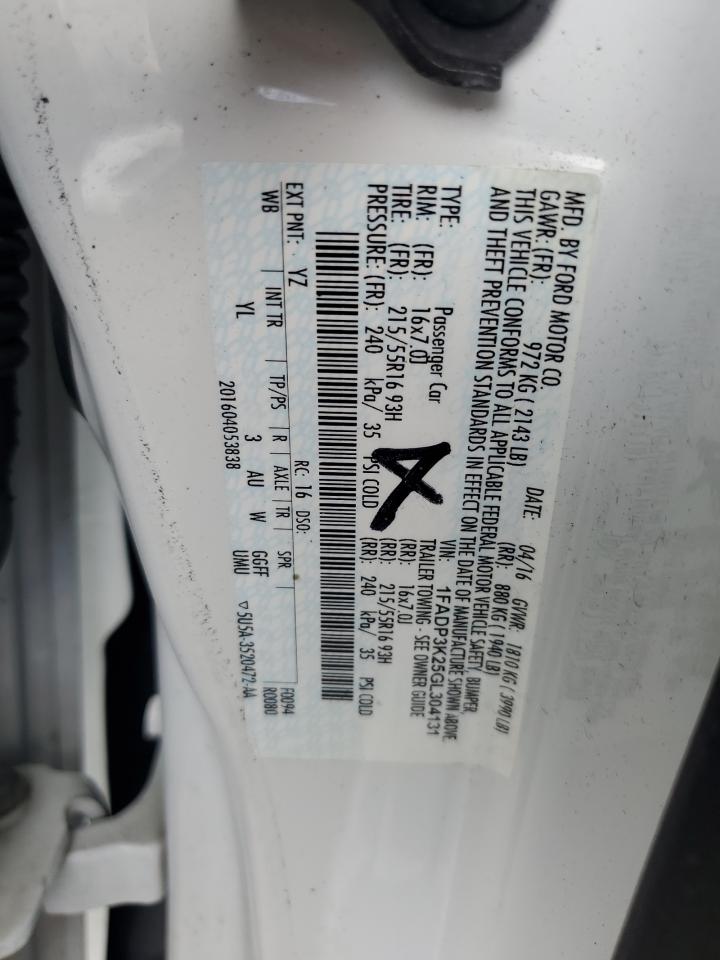 MFD. BY FORD MOTOR CO.
DATE: 04/16 GVWR: 1810 KG ( 3990 LB)
GAWR: (FR): 972 KG ( 2143 LB) (RR): 880 KG ( 1940 LB)
THIS VEHICLE CONFORMS TO ALL APPLICABLE FEDERAL MOTOR VEHICLE SAFETY, BUMPER,
AND THEFT PREVENTION STANDARDS IN EFFECT ON THE DATE OF MANUFACTURE SHOWN ABOVE
VIN: 1FADP3K25GL304131
TYPE: Passenger Car TRAILER TOWING - SEE OWNER GUIDE
RIM: (FR): 16x7.0J (RR): 16x7.0J
TIRE: (FR): 215/55R16 93H (RR): 215/55R16 93H
PRESSURE: (FR): 240 kPa/ 35 PSI COLD (RR): 240 kPa/ 35 PSI COLD
EXT PNT: YZ RC: 16 DSO: F0094
WB INT TR TP/PS R AXLE TR SPR R0080
YL 3 AU W GGFF
UMU
201604053838 5U5A-3520472-AA